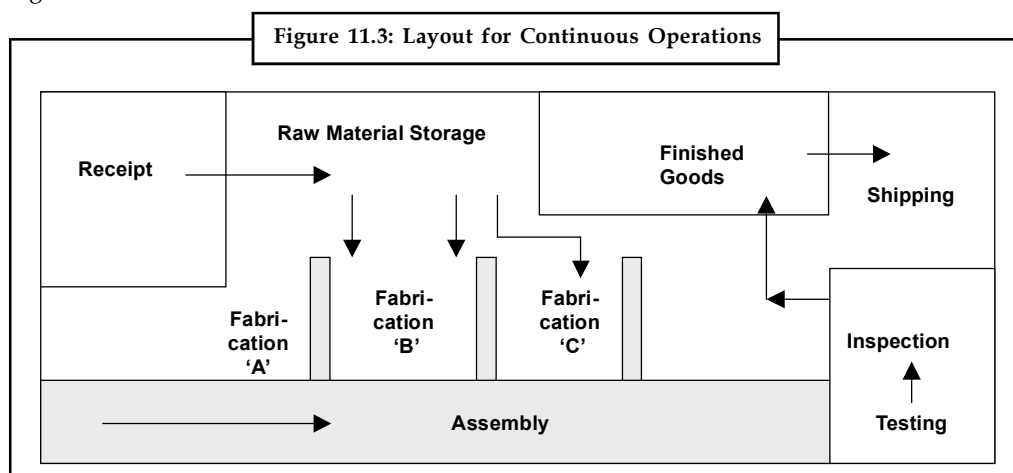 Figure 11.3: Layout for Continuous Operations
Raw Material Storage
Receipt
Finished
Goods
Shipping
Fabri-
cation
‘A’
Fabri-
cation
‘B’
Fabri-
cation
‘C’
Inspection
Assembly
Testing